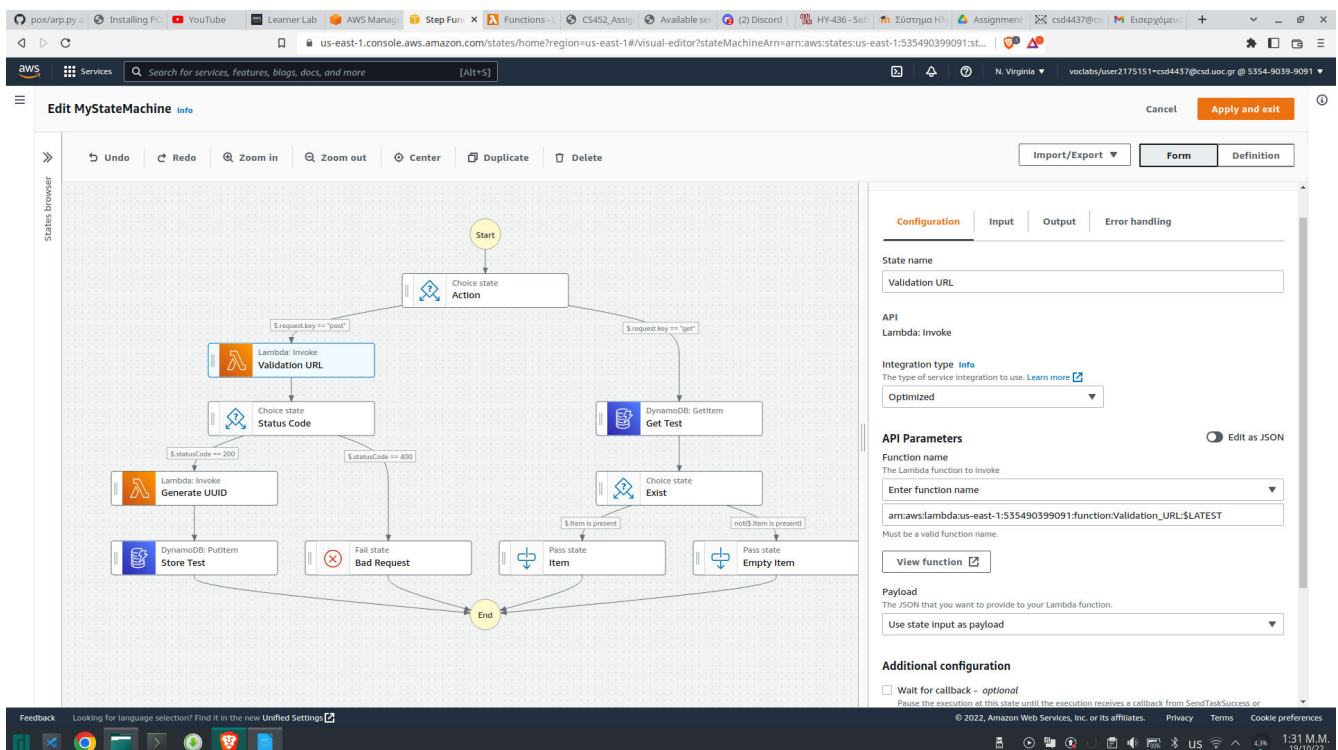 pox/arp.py a
Installing PO
YouTube
Learner Lab
AWS Manag
Step Func
Functions - L
CS452_Assig
Available ser
(2) Discord
HY-436 - Sof
Σύστημα Ηλ
Assignment
csd4437@cs
Εισερχόμενα
us-east-1.console.aws.amazon.com/states/home?region=us-east-1#/visual-editor?stateMachineArn=arn:aws:states:us-east-1:535490399091:st...
aws
Services
Search for services, features, blogs, docs, and more
[Alt+S]
N. Virginia
voclabs/user2175151=csd4437@csd.uoc.gr @ 5354-9039-9091
Edit MyStateMachine Info
Cancel
Apply and exit
Undo
Redo
Zoom in
Zoom out
Center
Duplicate
Delete
Import/Export
Form
Definition
States browser
Start
Choice state
Action
$.request.key == "post"
$.request.key == "get"
Lambda: Invoke
Validation URL
Choice state
Status Code
DynamoDB: GetItem
Get Test
$.statusCode == 200
$.statusCode == 400
Lambda: Invoke
Generate UUID
Choice state
Exist
$.Item is present
not($.Item is present)
DynamoDB: PutItem
Store Test
Fail state
Bad Request
Pass state
Item
Pass state
Empty Item
End
Configuration
Input
Output
Error handling
State name
Validation URL
API
Lambda: Invoke
Integration type Info
The type of service integration to use. Learn more
Optimized
API Parameters
Edit as JSON
Function name
The Lambda function to invoke
Enter function name
arn:aws:lambda:us-east-1:535490399091:function:Validation_URL:$LATEST
Must be a valid function name.
View function
Payload
The JSON that you want to provide to your Lambda function.
Use state input as payload
Additional configuration
Wait for callback - optional
Pause the execution at this state until the execution receives a callback from SendTaskSuccess or
Feedback
Looking for language selection? Find it in the new Unified Settings
© 2022, Amazon Web Services, Inc. or its affiliates.
Privacy
Terms
Cookie preferences
us
1:31 Μ.Μ.